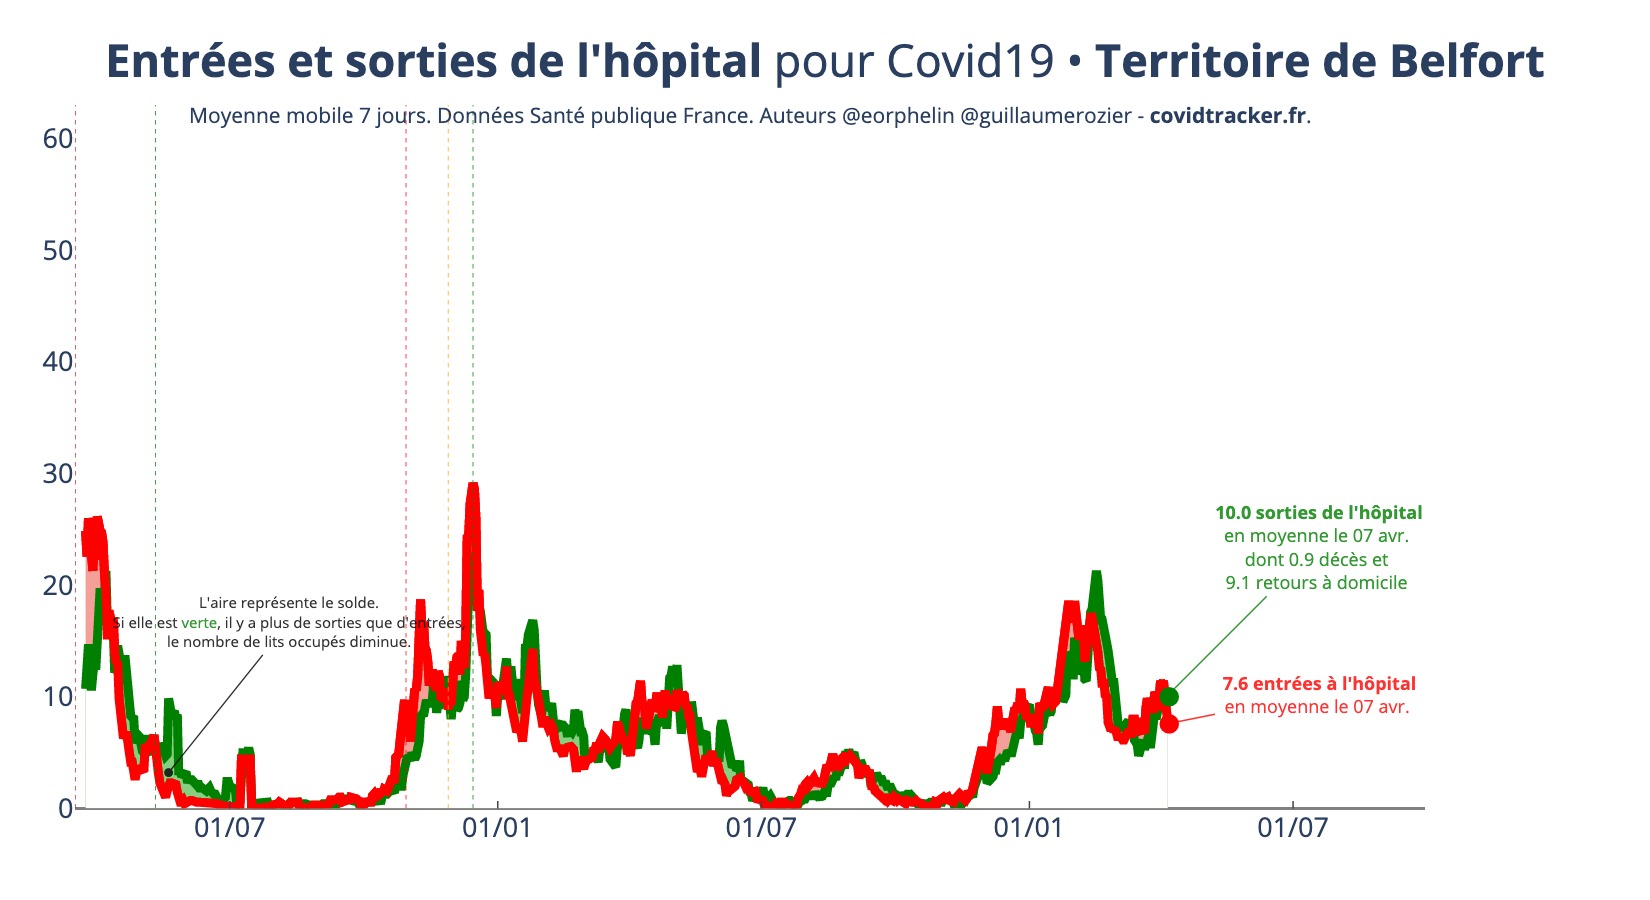 Entrées et sorties de l'hôpital pour Covid19 • Territoire de Belfort
Moyenne mobile 7 jours. Données Santé publique France. Auteurs @eorphelin @guillaumerozier - covidtracker.fr.
60
50
40
30
20
10
0
L'aire représente le solde.
Si elle est verte, il y a plus de sorties que d'entrées,
le nombre de lits occupés diminue.
10.0 sorties de l'hôpital
en moyenne le 07 avr.
dont 0.9 décès et
9.1 retours à domicile
7.6 entrées à l'hôpital
en moyenne le 07 avr.
01/07
01/01
01/07
01/01
01/07